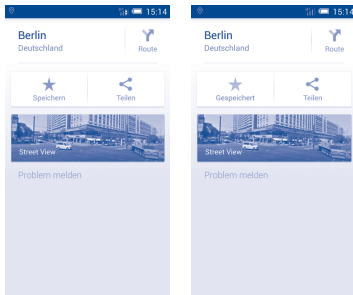 15:14
Berlin
Deutschland
Route
Speichern
Teilen
Street View
Problem melden
15:14
Berlin
Deutschland
Route
Gespeichert
Teilen
Street View
Problem melden